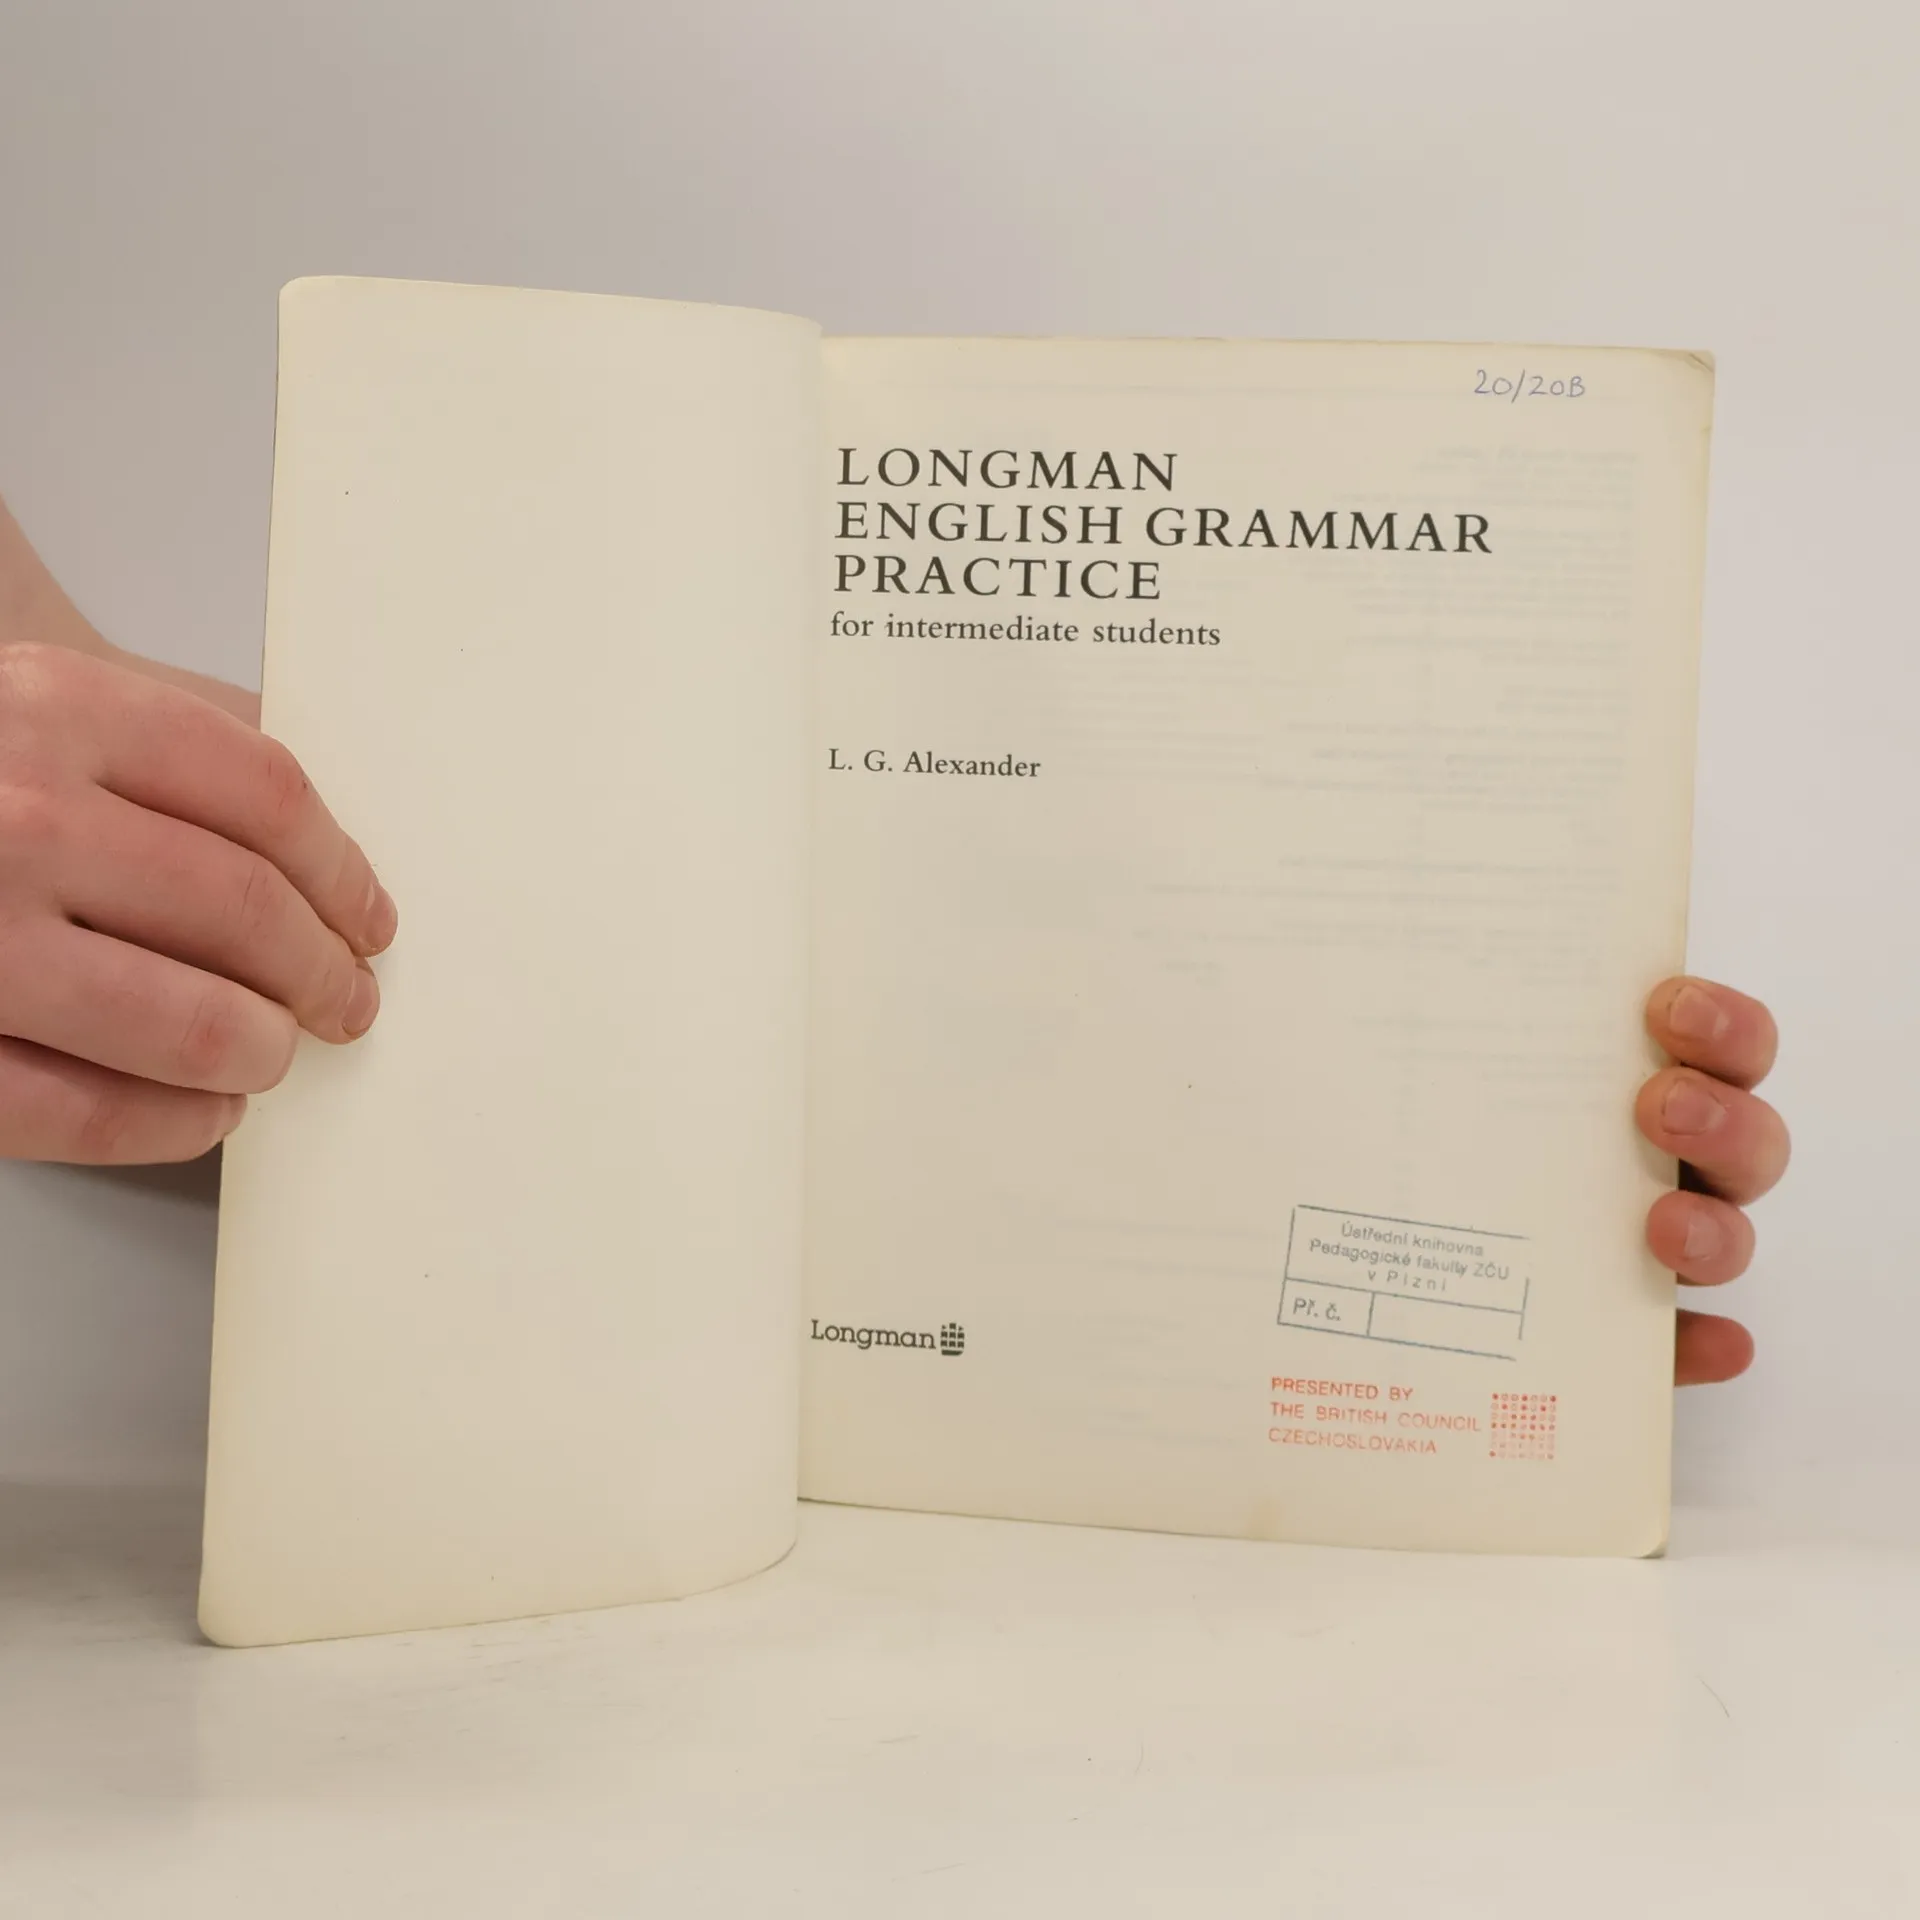 20/20B
LONGMAN
ENGLISH GRAMMAR
PRACTICE
for intermediate students
L. G. Alexander
Longman
Ústřední knihovna
Pedagogické fakulty ZČU
v Plzni
Př. č.
PRESENTED BY
THE BRITISH COUNCIL
CZECHOSLOVAKIA